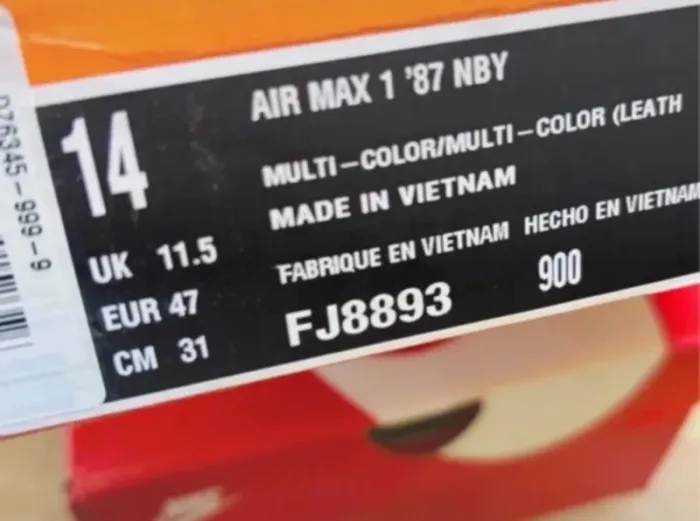 14
UK 11.5
EUR 47
CM 31
AIR MAX 1 '87 NBY
MULTI-COLOR/MULTI-COLOR (LEATH
MADE IN VIETNAM
FABRIQUE EN VIETNAM HECHO EN VIETNAM
FJ8893 900